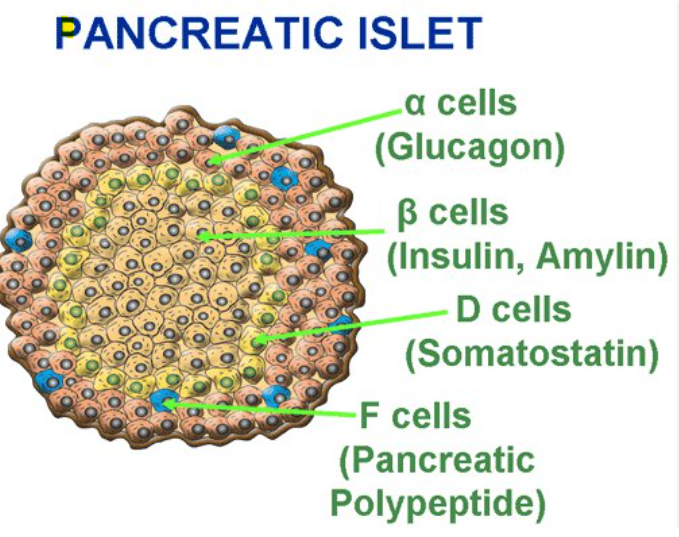 PANCREATIC ISLET
α cells
(Glucagon)
β cells
(Insulin, Amylin)
D cells
(Somatostatin)
F cells
(Pancreatic
Polypeptide)